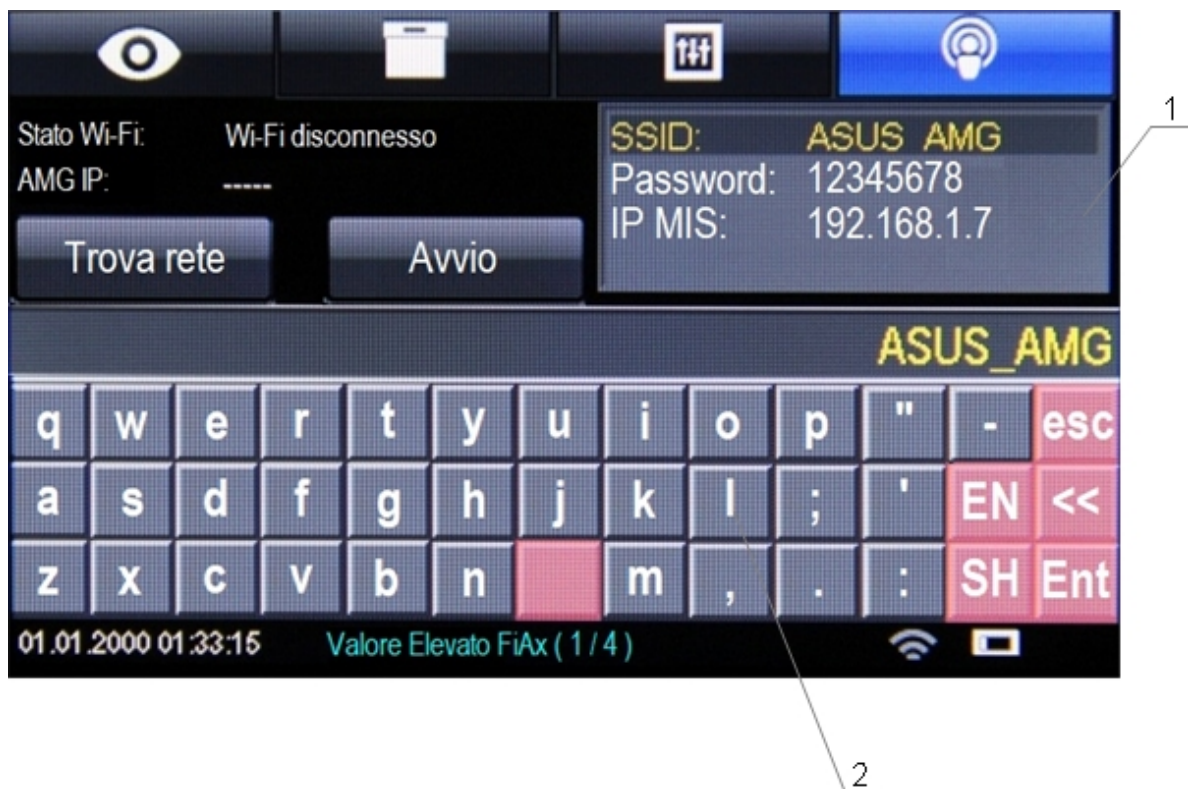 1
Stato Wi-Fi: Wi-Fi disconnesso
AMG IP: -----
SSID: ASUS_AMG
Password: 12345678
IP MIS: 192.168.1.7
Trova rete Avvio
ASUS_AMG
q w e r t y u i o p " - esc
a s d f g h j k l ; ' EN <<
z x c v b n m , . : SH Ent
01.01.2000 01:33:15 Valore Elevato FiAx ( 1 / 4 )
2